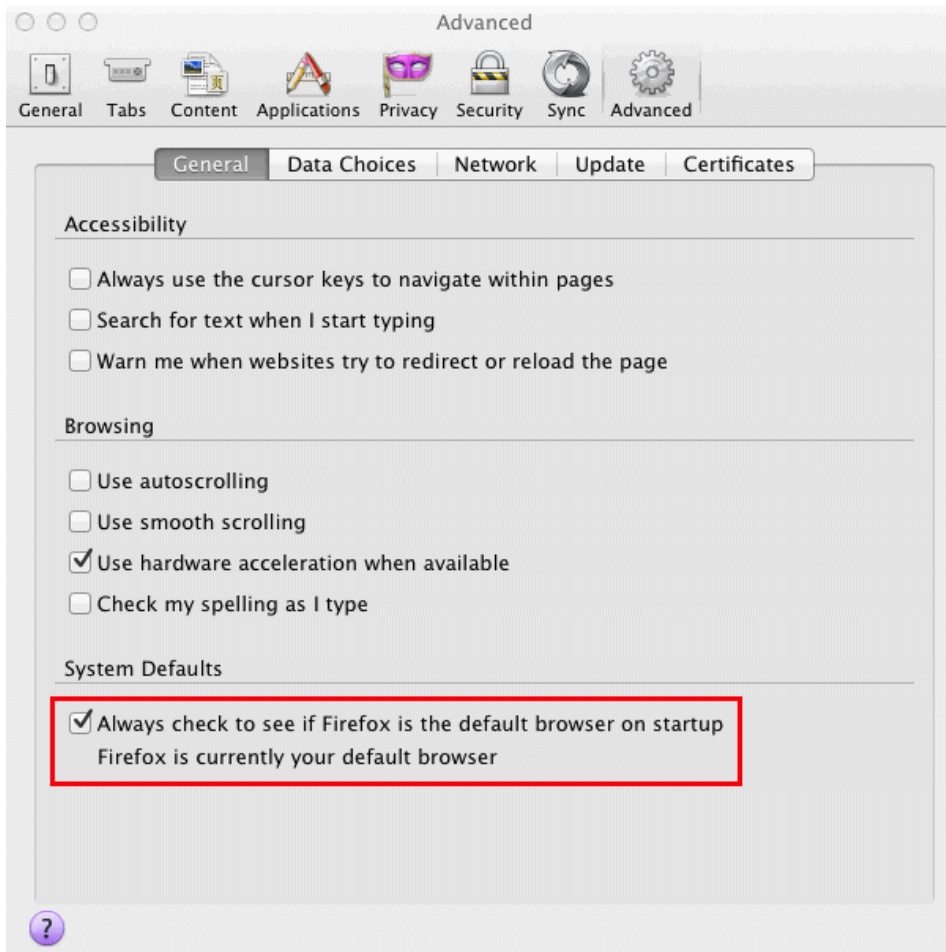 Advanced
General Tabs Content Applications Privacy Security Sync Advanced
General Data Choices Network Update Certificates
Accessibility
Always use the cursor keys to navigate within pages
Search for text when I start typing
Warn me when websites try to redirect or reload the page
Browsing
Use autoscrolling
Use smooth scrolling
Use hardware acceleration when available
Check my spelling as I type
System Defaults
Always check to see if Firefox is the default browser on startup
Firefox is currently your default browser
?